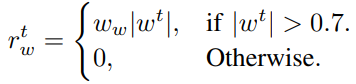 r_w^t = { w_w|w^t|, if |w^t| > 0.7.
0, Otherwise.